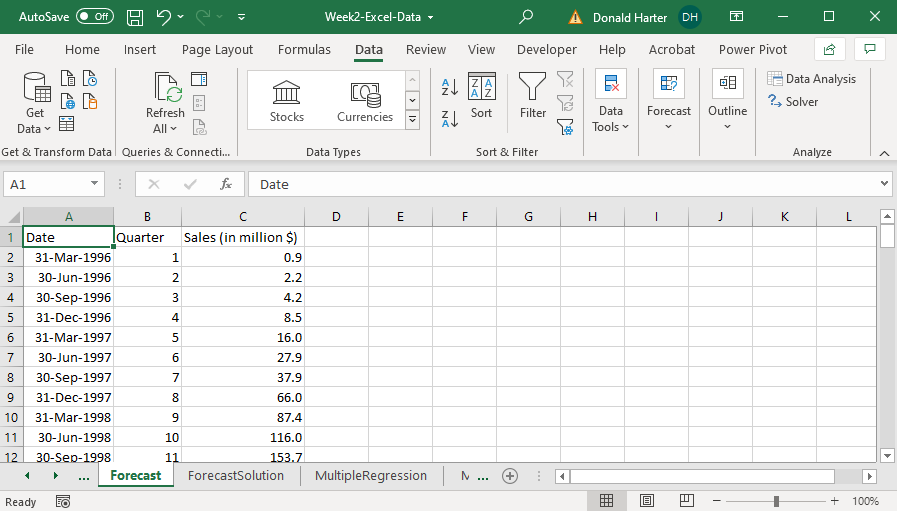 AutoSave Off Week2-Excel-Data Donald Harter DH
File Home Insert Page Layout Formulas Data Review View Developer Help Acrobat Power Pivot
Get Data
Refresh All
Stocks
Currencies
Sort
Filter
Data Tools
Forecast
Outline
Data Analysis
Solver
Get & Transform Data Queries & Connecti... Data Types Sort & Filter Analyze
A1 fx Date
A B C D E F G H I J K L
1 Date Quarter Sales (in million $)
2 31-Mar-1996 1 0.9
3 30-Jun-1996 2 2.2
4 30-Sep-1996 3 4.2
5 31-Dec-1996 4 8.5
6 31-Mar-1997 5 16.0
7 30-Jun-1997 6 27.9
8 30-Sep-1997 7 37.9
9 31-Dec-1997 8 66.0
10 31-Mar-1998 9 87.4
11 30-Jun-1998 10 116.0
12 30-Sep-1998 11 153.7
... Forecast ForecastSolution MultipleRegression M ...
Ready 100%